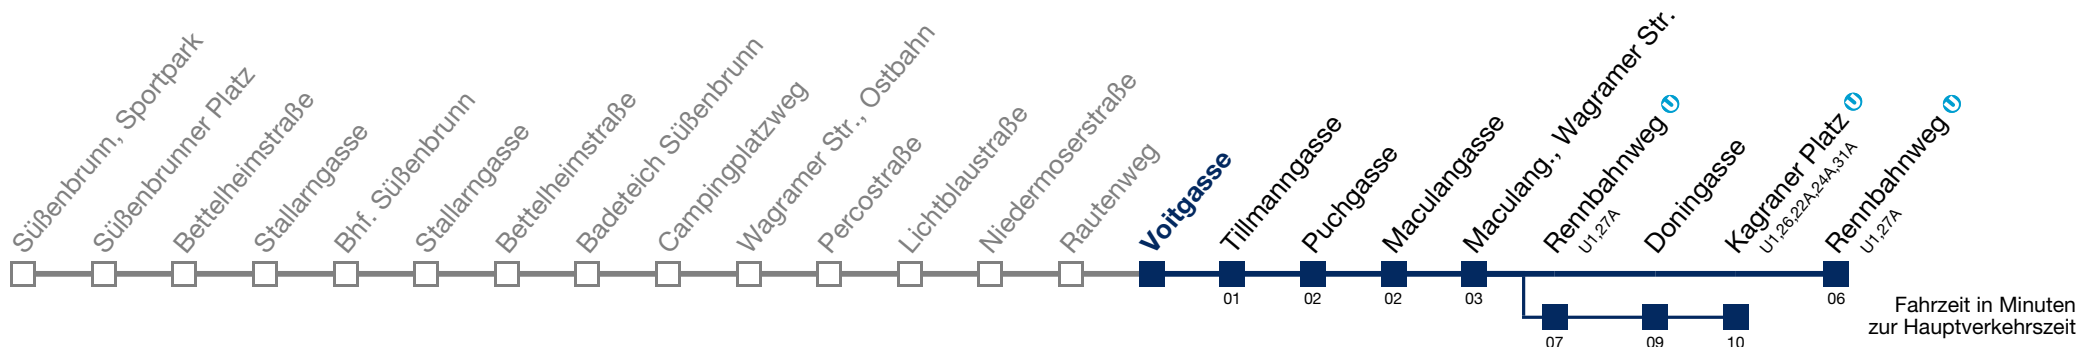 Süßenbrunn, Sportpark
Süßenbrunner Platz
Bettelheimstraße
Stallarngasse
Bhf. Süßenbrunn
Stallarngasse
Bettelheimstraße
Badeteich Süßenbrunn
Campingplatzweg
Wagramer Str., Ostbahn
Percostraße
Lichtblaustraße
Niedermoserstraße
Rautenweg
Voitgasse
Tillmanngasse
Puchgasse
Maculangasse
Maculang., Wagramer Str.
Rennbahnweg U
U1,27A
Doningasse
Kagraner Platz U
U1,26,22A,24A,31A
Rennbahnweg U
U1,27A
01
02
02
03
06
07
09
10
Fahrzeit in Minuten
zur Hauptverkehrszeit